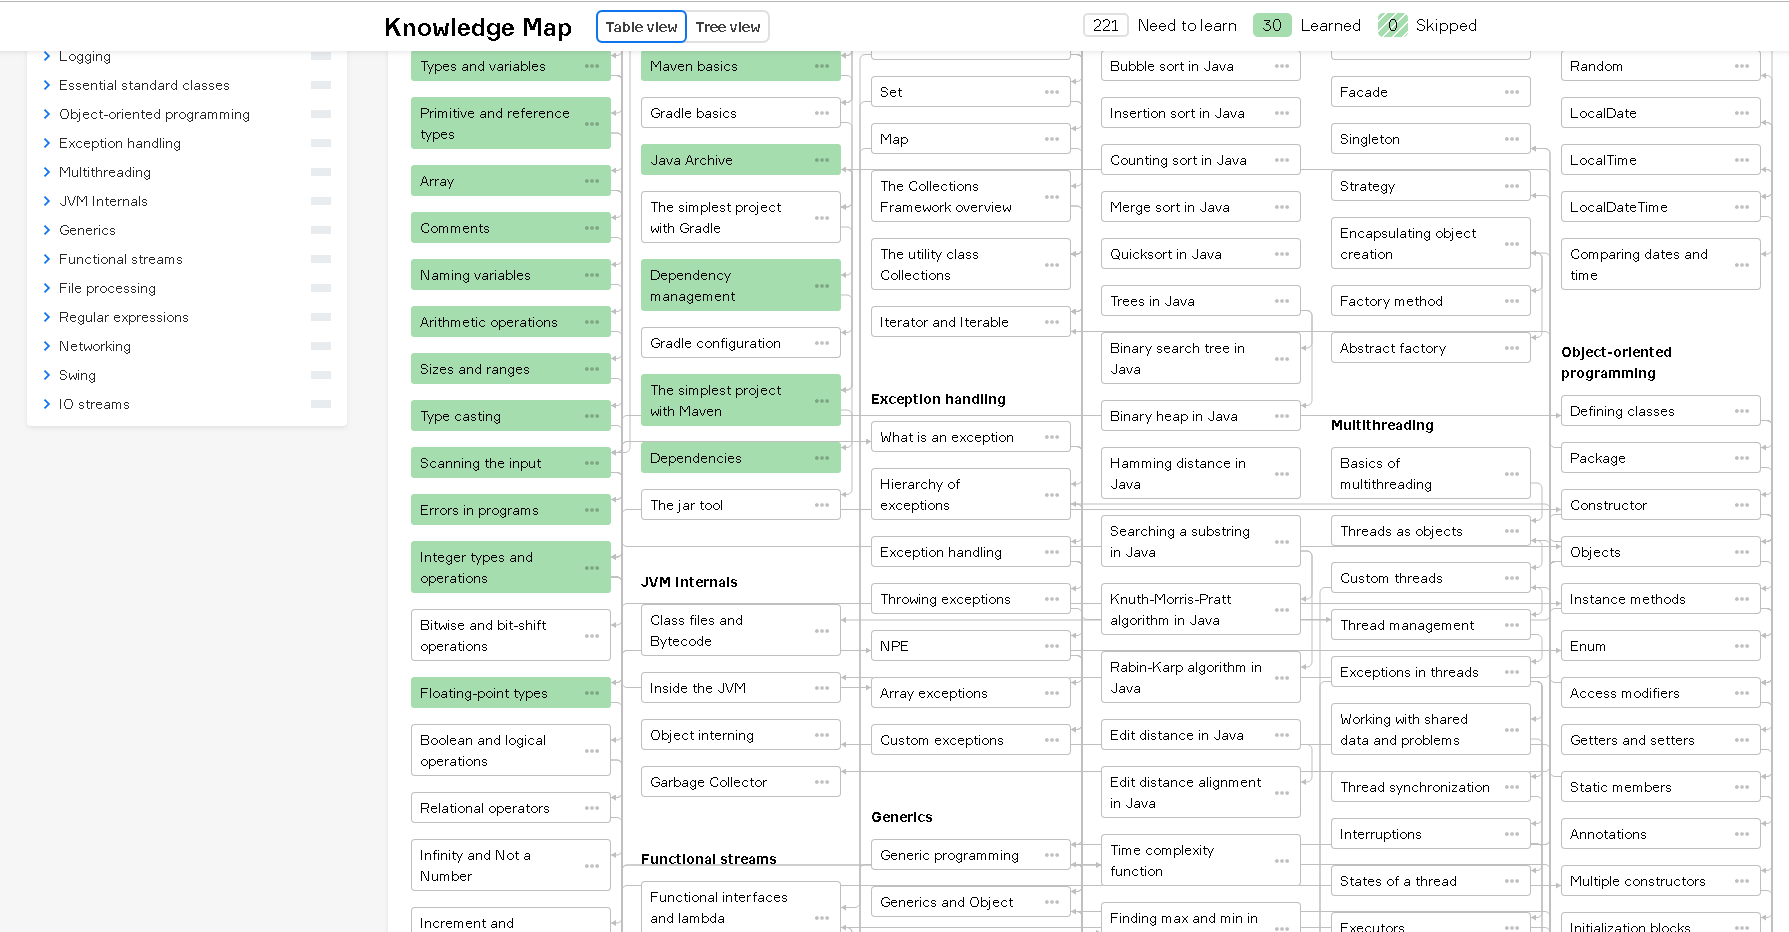 Knowledge Map
Table view
Tree view
221 Need to learn
30 Learned
0 Skipped
Logging
Essential standard classes
Object-oriented programming
Exception handling
Multithreading
JVM Internals
Generics
Functional streams
File processing
Regular expressions
Networking
Swing
IO streams
Types and variables
Primitive and reference
types
Array
Comments
Naming variables
Arithmetic operations
Sizes and ranges
Type casting
Scanning the input
Errors in programs
Integer types and
operations
Bitwise and bit-shift
operations
Floating-point types
Boolean and logical
operations
Relational operators
Infinity and Not a
Number
Increment and
Maven basics
Gradle basics
Java Archive
The simplest project
with Gradle
Dependency
management
Gradle configuration
The simplest project
with Maven
Dependencies
The jar tool
JVM Internals
Class files and
Bytecode
Inside the JVM
Object interning
Garbage Collector
Functional streams
Functional interfaces
and lambda
Set
Map
The Collections
Framework overview
The utility class
Collections
Iterator and Iterable
Exception handling
What is an exception
Hierarchy of
exceptions
Exception handling
Throwing exceptions
NPE
Array exceptions
Custom exceptions
Generics
Generic programming
Generics and Object
Bubble sort in Java
Insertion sort in Java
Counting sort in Java
Merge sort in Java
Quicksort in Java
Trees in Java
Binary search tree in
Java
Binary heap in Java
Hamming distance in
Java
Searching a substring
in Java
Knuth-Morris-Pratt
algorithm in Java
Rabin-Karp algorithm in
Java
Edit distance in Java
Edit distance alignment
in Java
Time complexity
function
Finding max and min in
Facade
Singleton
Strategy
Encapsulating object
creation
Factory method
Abstract factory
Multithreading
Basics of
multithreading
Threads as objects
Custom threads
Thread management
Exceptions in threads
Working with shared
data and problems
Thread synchronization
Interruptions
States of a thread
Executors
Random
LocalDate
LocalTime
LocalDateTime
Comparing dates and
time
Object-oriented
programming
Defining classes
Package
Constructor
Objects
Instance methods
Enum
Access modifiers
Getters and setters
Static members
Annotations
Multiple constructors
Initialization blocks